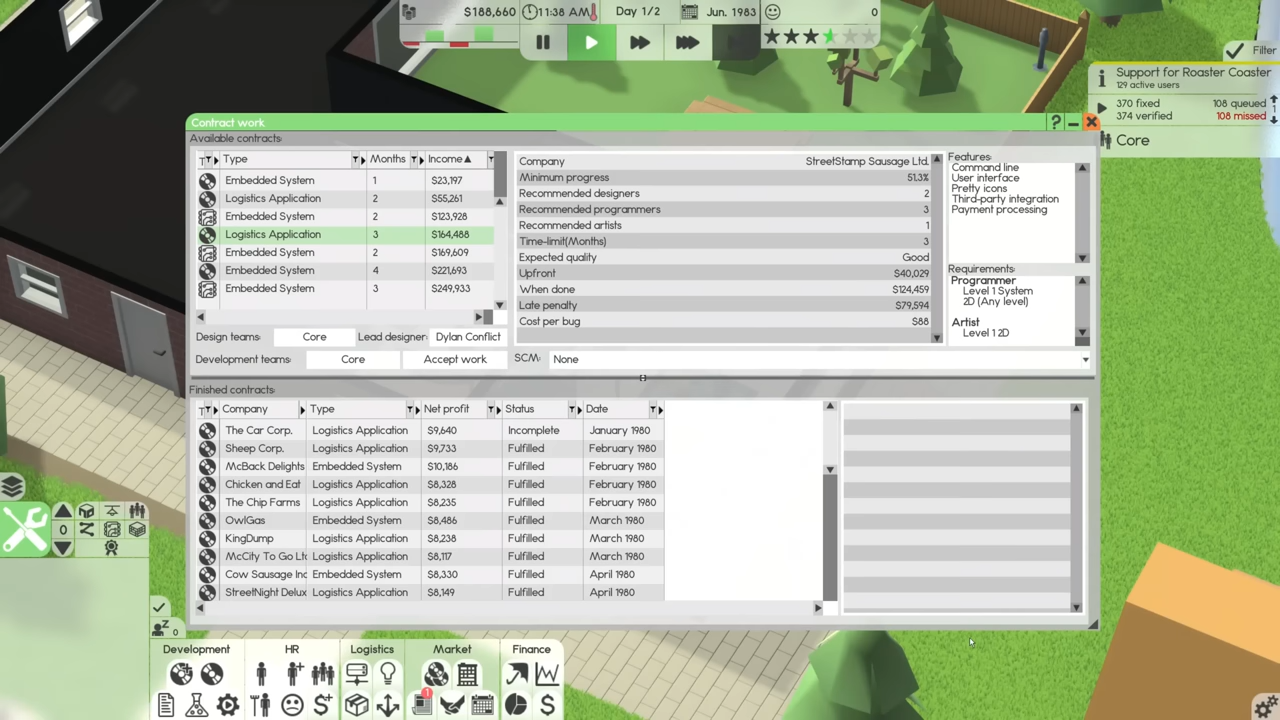 $188,660
11:38 AM
Day 1/2
Jun. 1983
0
Filter
Support for Roaster Coaster
129 active users
370 fixed 108 queued
374 verified 108 missed
1
Core
Contract work
?
Available contracts:
T Type Months Income
Embedded System 1 $23,197
Logistics Application 2 $55,261
Embedded System 2 $123,928
Logistics Application 3 $164,488
Embedded System 2 $169,609
Embedded System 4 $221,693
Embedded System 3 $249,933
Company StreetStamp Sausage Ltd.
Minimum progress 51.3%
Recommended designers 2
Recommended programmers 3
Recommended artists 1
Time-limit(Months) 3
Expected quality Good
Upfront $40,029
When done $124,459
Late penalty $79,594
Cost per bug $88
Features:
Command line
User interface
Pretty icons
Third-party integration
Payment processing
Requirements:
Programmer
Level 1 System
2D (Any level)
Artist
Level 1 2D
Design teams: Core Lead designer: Dylan Conflict
Development teams: Core Accept work SCM: None
Finished contracts:
T Company Type Net profit Status Date
The Car Corp. Logistics Application $9,640 Incomplete January 1980
Sheep Corp. Logistics Application $9,733 Fulfilled February 1980
McBack Delights Embedded System $10,186 Fulfilled February 1980
Chicken and Eat Logistics Application $8,328 Fulfilled February 1980
The Chip Farms Logistics Application $8,235 Fulfilled February 1980
OwlGas Embedded System $8,486 Fulfilled March 1980
KingDump Logistics Application $8,238 Fulfilled March 1980
McCity To Go Ltd Logistics Application $8,117 Fulfilled March 1980
Cow Sausage Inc Embedded System $8,330 Fulfilled April 1980
StreetNight Delux Logistics Application $8,149 Fulfilled April 1980
0
Z 0
Development HR Logistics Market Finance
1